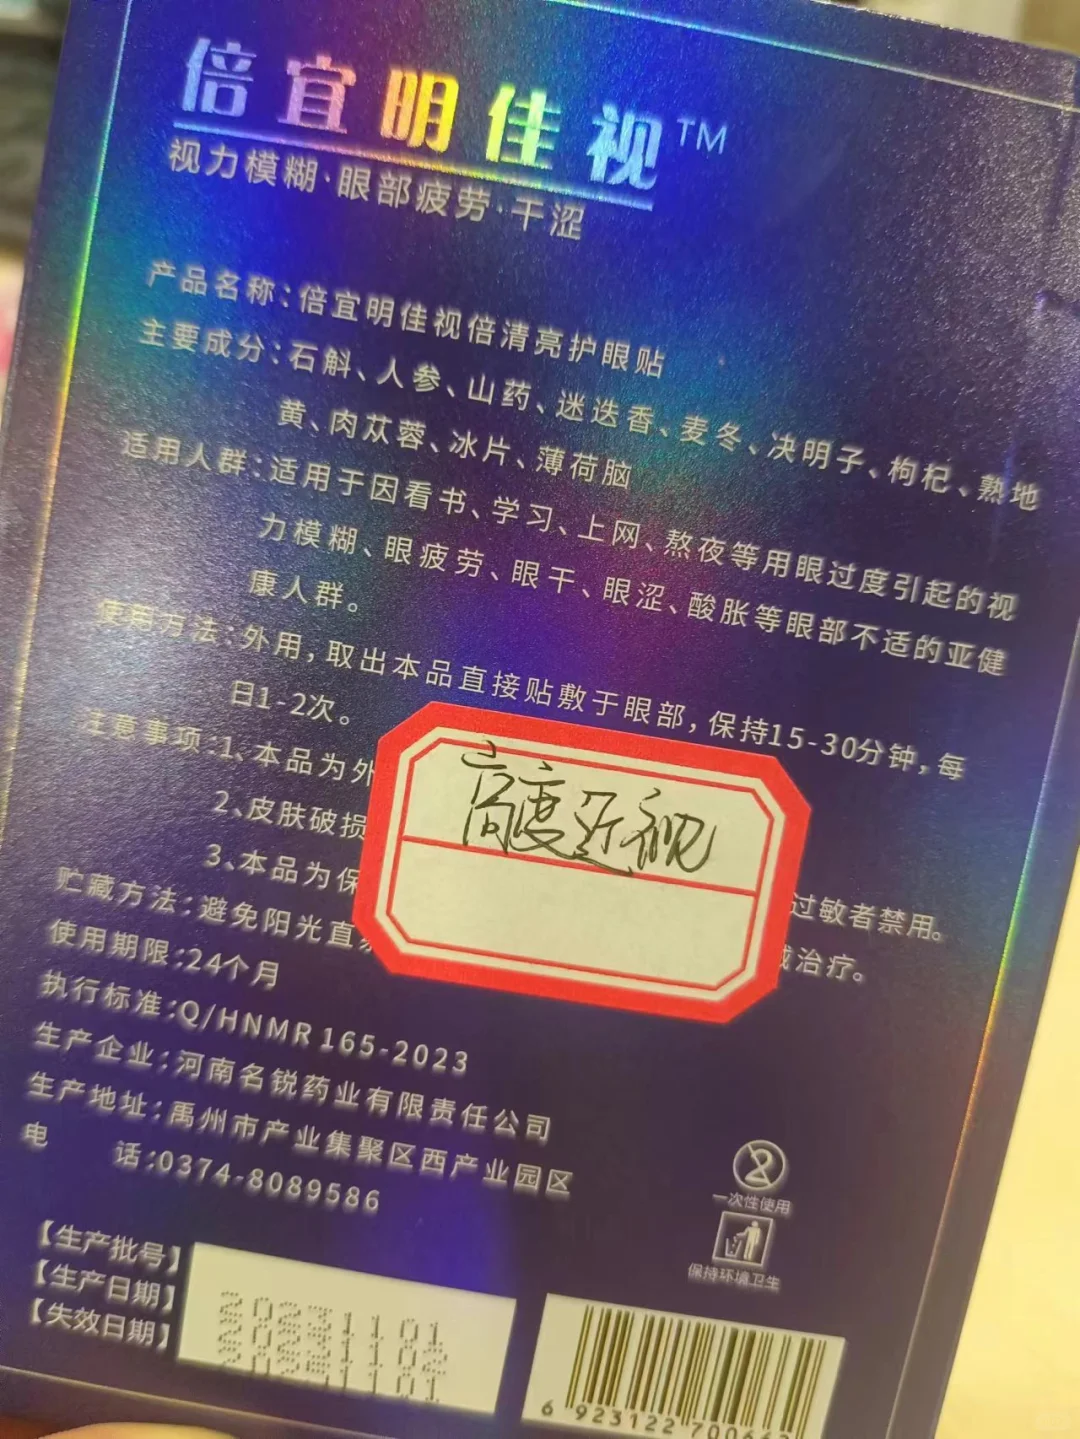 倍宜明佳视™
视力模糊·眼部疲劳·干涩
产品名称:倍宜明佳视倍清亮护眼贴
主要成分:石斛、人参、山药、迷迭香、麦冬、决明子、枸杞、熟地
黄、肉苁蓉、冰片、薄荷脑
适用人群:适用于因看书、学习、上网、熬夜等用眼过度引起的视
力模糊、眼疲劳、眼干、眼涩、酸胀等眼部不适的亚健
康人群。
使用方法:外用,取出本品直接贴敷于眼部,保持15-30分钟,每
日1-2次。
注意事项:1、本品为外
2、皮肤破损 过敏者禁用。
3、本品为保 治疗。
高度近视
贮藏方法:避免阳光直
使用期限:24个月
执行标准:Q/HNMR 165-2023
生产企业:河南名锐药业有限责任公司
生产地址:禹州市产业集聚区西产业园区
电 话:0374-8089586
一次性使用
保持环境卫生
【生产批号】20231101
【生产日期】20231102
【失效日期】20251101
6 923122 70066